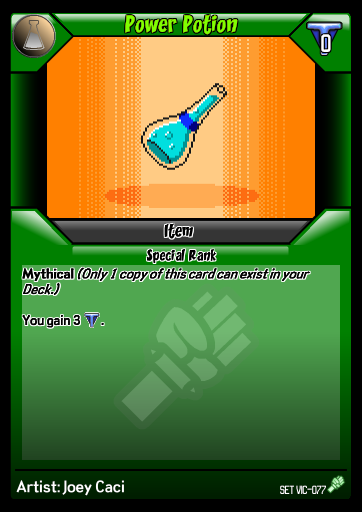 Power Potion
0
Item
Special Rank
Mythical (Only 1 copy of this card can exist in your
Deck.)
You gain 3 .
Artist: Joey Caci
SET VIC-077